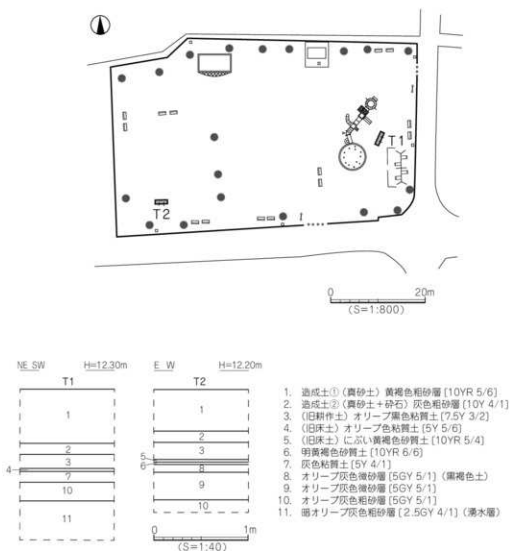 T1
T2
0 20m
(S=1:800)
NE SW H=12.30m
T1
1
2
3
4
7
10
11
E W H=12.20m
T2
1
2
3
5
6
8
9
10
0 1m
(S=1:40)
1. 造成土①（真砂土）黄褐色粗砂層 [10YR 5/6]
2. 造成土②（真砂土＋砕石）灰色粗砂層 [10Y 4/1]
3. （旧耕作土）オリーブ黒色粘質土 [7.5Y 3/2]
4. （旧床土）オリーブ色粘質土 [5Y 5/6]
5. （旧床土）にぶい黄褐色砂質土 [10YR 5/4]
6. 明黄褐色砂質土 [10YR 6/6]
7. 灰色粘質土 [5Y 4/1]
8. オリーブ灰色微砂層 [5GY 5/1]（黒褐色土）
9. オリーブ灰色微砂層 [5GY 5/1]
10. オリーブ灰色粗砂層 [5GY 5/1]
11. 暗オリーブ灰色粗砂層 [2.5GY 4/1]（湧水層）